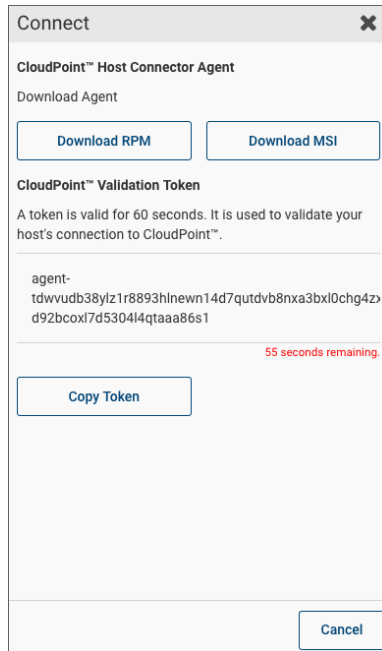 Connect
CloudPoint™ Host Connector Agent
Download Agent
Download RPM
Download MSI
CloudPoint™ Validation Token
A token is valid for 60 seconds. It is used to validate your
host's connection to CloudPoint™.
agent-
tdwvudb38ylz1r8893hlnewn14d7qutdvb8nxa3bxl0chg4zx
d92bcoxl7d5304l4qtaaa86s1
55 seconds remaining.
Copy Token
Cancel